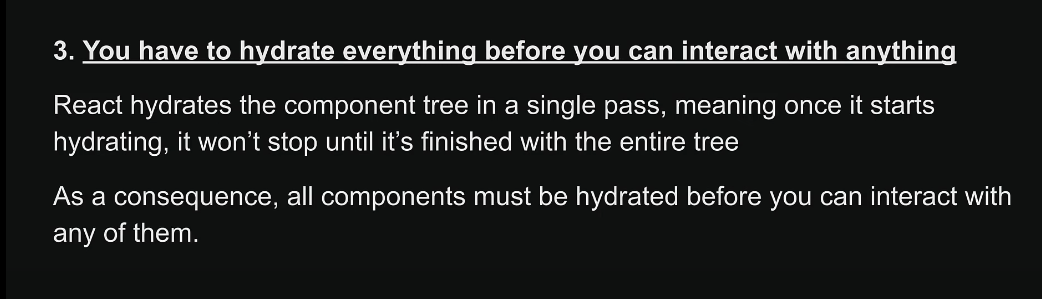 3. You have to hydrate everything before you can interact with anything
React hydrates the component tree in a single pass, meaning once it starts
hydrating, it won’t stop until it’s finished with the entire tree
As a consequence, all components must be hydrated before you can interact with
any of them.